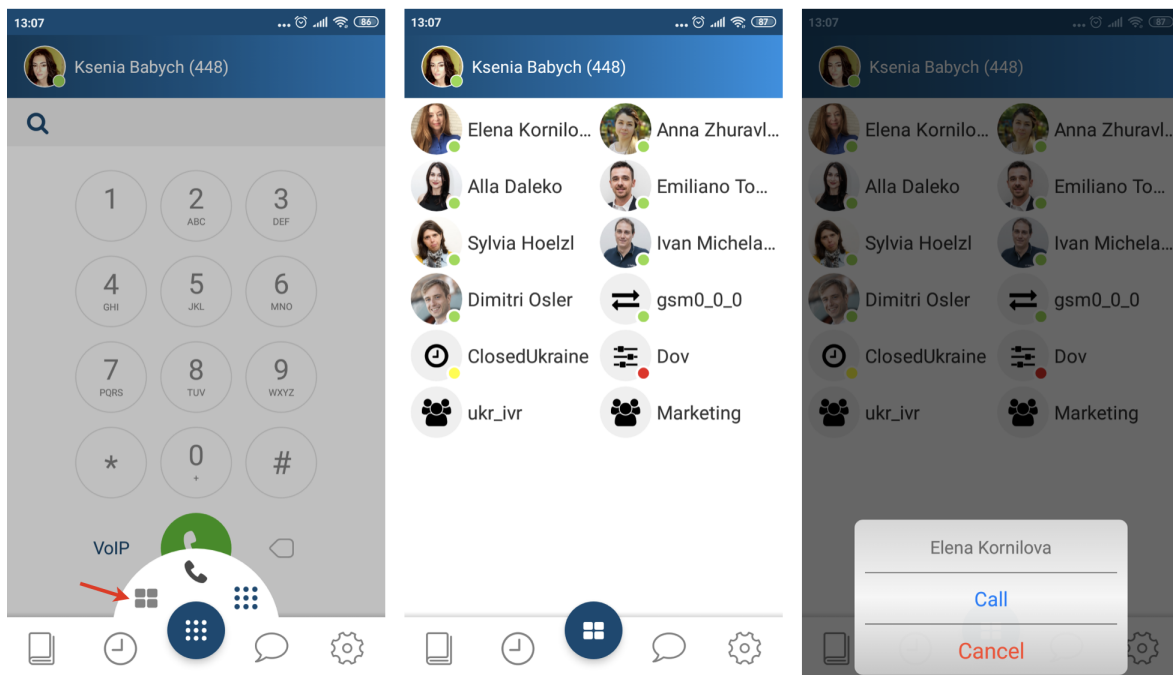 13:07
... 86
Ksenia Babych (448)
1 2 3
ABC DEF
4 5 6
GHI JKL MNO
7 8 9
PQRS TUV WXYZ
* 0 #
+
VoIP
13:07
... 87
Ksenia Babych (448)
Elena Kornilo... Anna Zhuravl...
Alla Daleko Emiliano To...
Sylvia Hoelzl Ivan Michela...
Dimitri Osler gsm0_0_0
ClosedUkraine Dov
ukr_ivr Marketing
13:07
... 87
Ksenia Babych (448)
Elena Kornilo... Anna Zhuravl..
Alla Daleko Emiliano To...
Sylvia Hoelzl Ivan Michela...
Dimitri Osler gsm0_0_0
ClosedUkraine Dov
ukr_ivr Marketing
Elena Kornilova
Call
Cancel